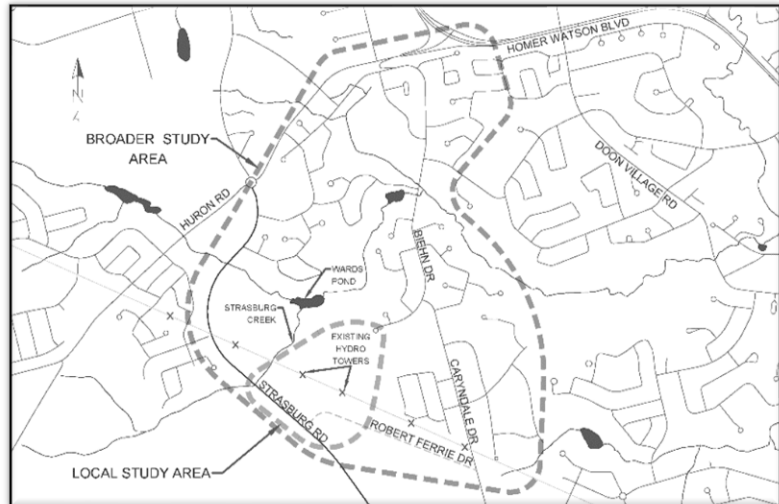 HOMER WATSON BLVD
N
BROADER STUDY
AREA
DOON VILLAGE RD
HURON RD
BIEHN DR
WARDS
POND
STRASBURG
CREEK
EXISTING
HYDRO
TOWERS
STRASBURG RD
CARYNDALE DR
ROBERT FERRIE DR
LOCAL STUDY AREA